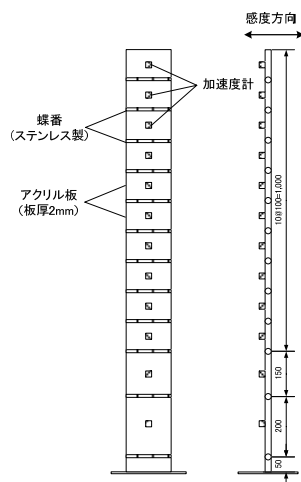 感度方向
加速度計
蝶番
(ステンレス製)
アクリル板
(板厚2mm)
10@100=1,000
150
200
50